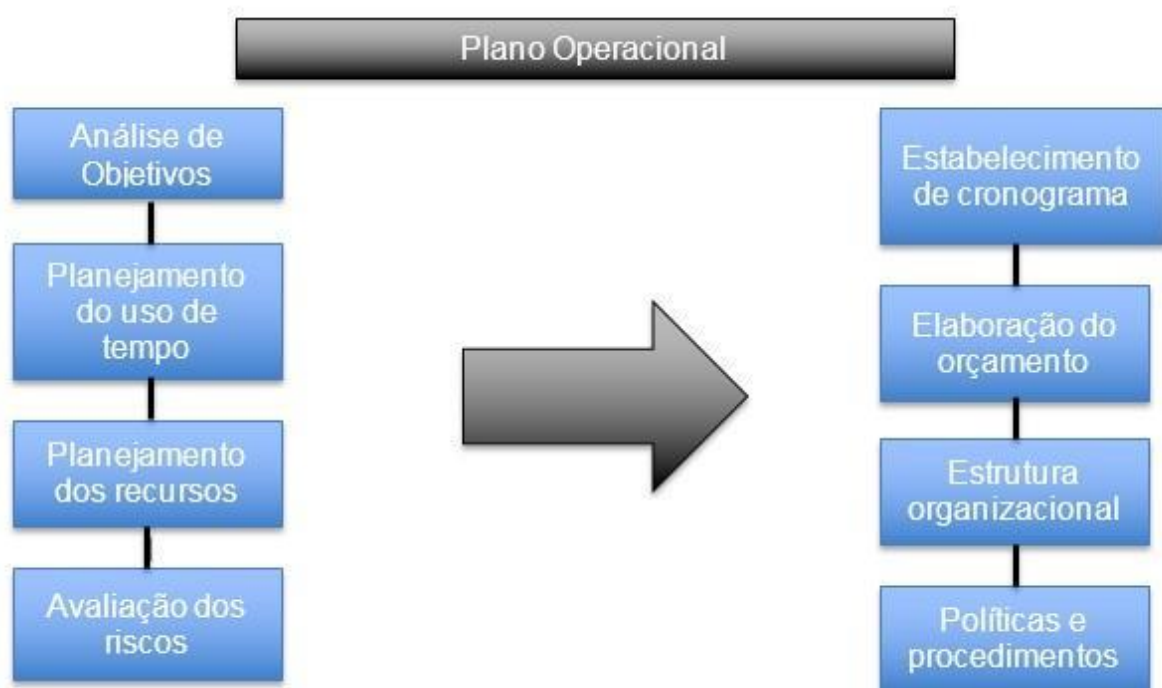 Plano Operacional
Análise de
Objetivos
Planejamento
do uso de
tempo
Planejamento
dos recursos
Avaliação dos
riscos
Estabelecimento
de cronograma
Elaboração do
orçamento
Estrutura
organizacional
Políticas e
procedimentos